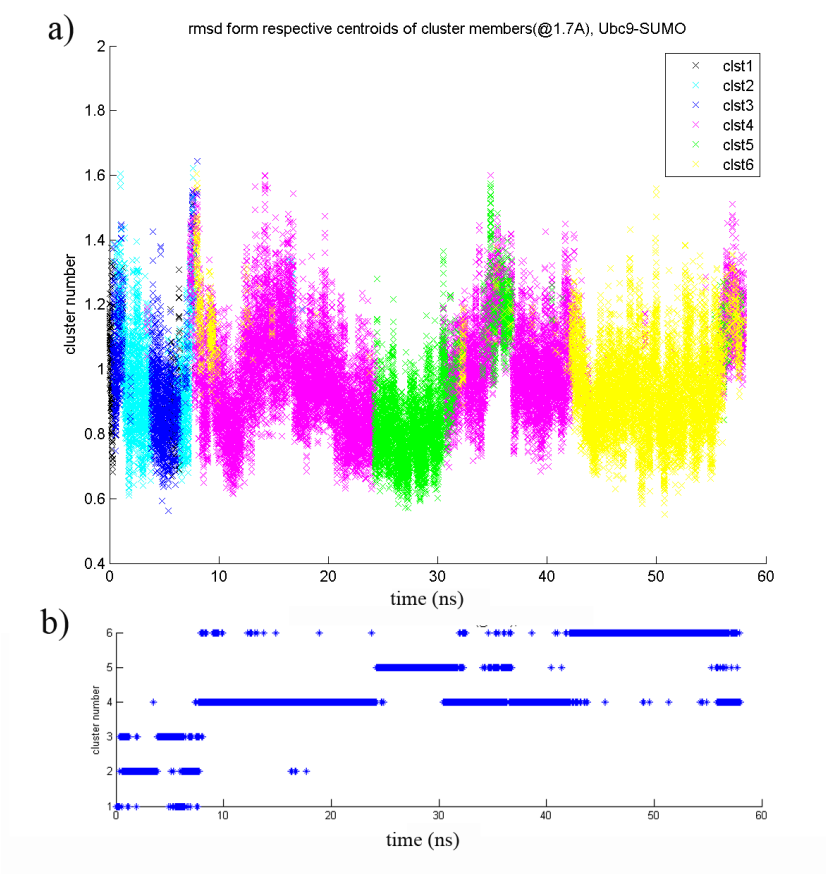 a)
rmsd form respective centroids of cluster members(@1.7A), Ubc9-SUMO
2
1.8
1.6
1.4
1.2
1
0.8
0.6
0.4
cluster number
clst1
clst2
clst3
clst4
clst5
clst6
0 10 20 30 40 50 60
time (ns)
b)
6
5
4
3
2
1
cluster number
0 10 20 30 40 50 60
time (ns)